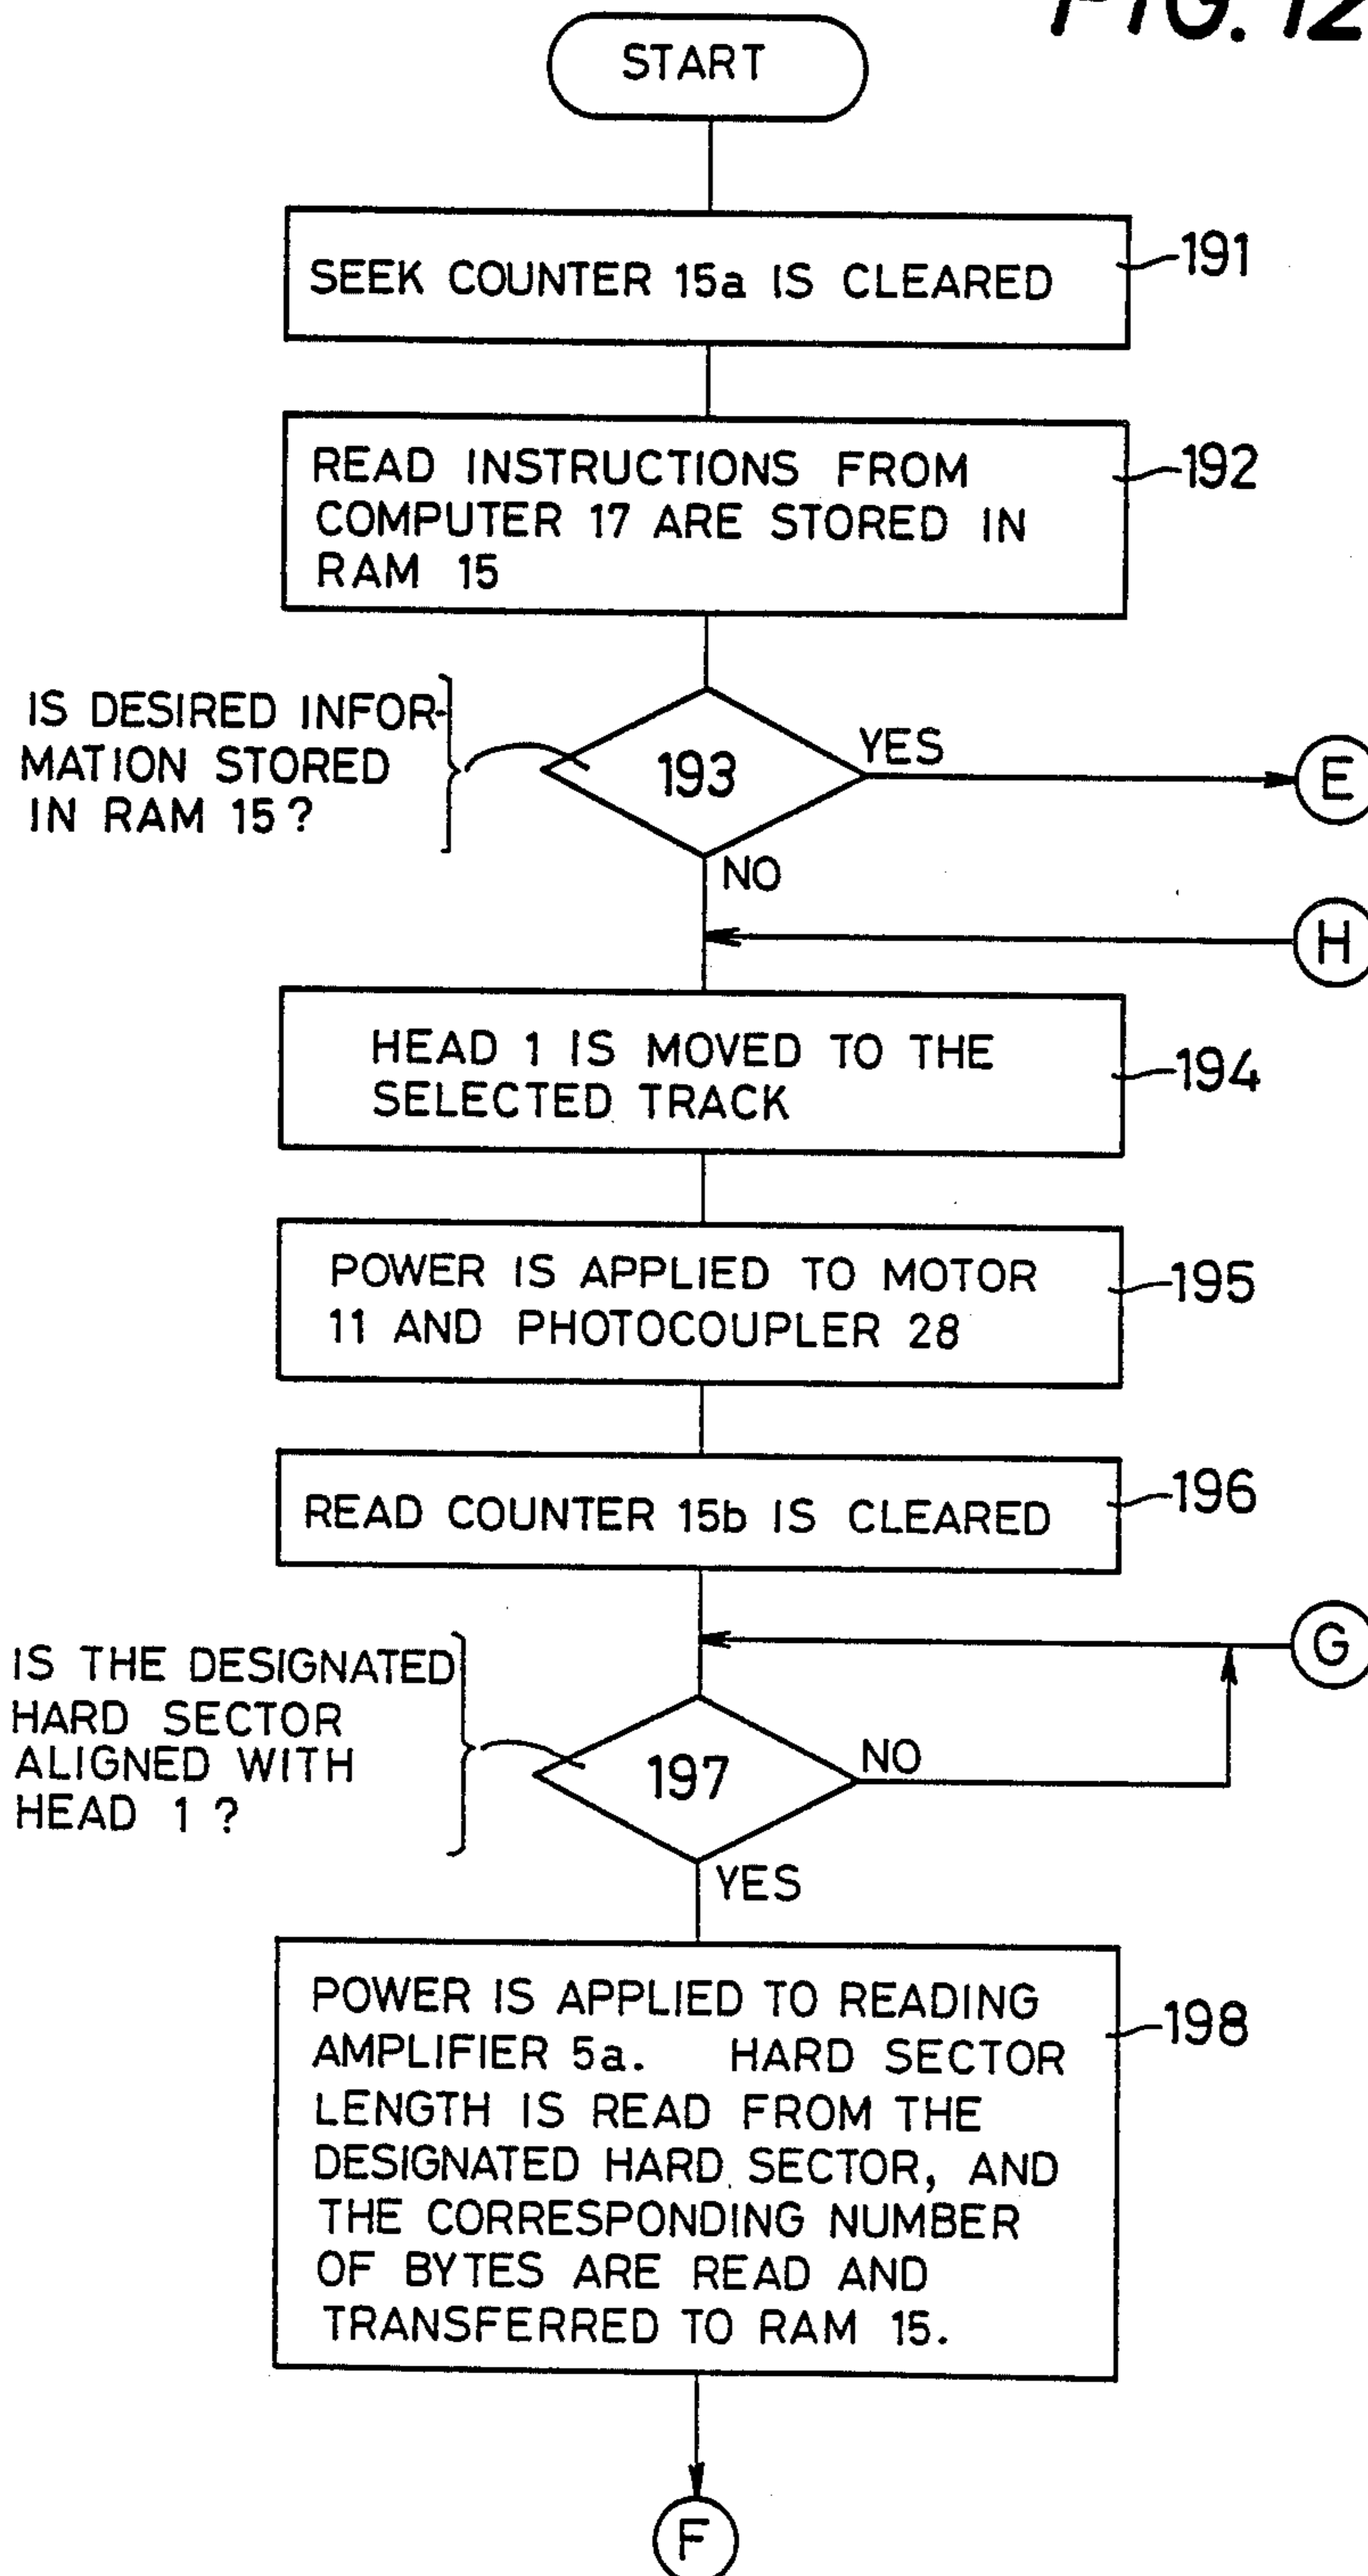 FIG. 12
START
SEEK COUNTER 15a IS CLEARED
191
READ INSTRUCTIONS FROM
COMPUTER 17 ARE STORED IN
RAM 15
192
IS DESIRED INFOR-
MATION STORED
IN RAM 15?
193
YES
E
NO
H
HEAD 1 IS MOVED TO THE
SELECTED TRACK
194
POWER IS APPLIED TO MOTOR
11 AND PHOTOCOUPLER 28
195
READ COUNTER 15b IS CLEARED
196
G
IS THE DESIGNATED
HARD SECTOR
ALIGNED WITH
HEAD 1 ?
197
NO
YES
POWER IS APPLIED TO READING
AMPLIFIER 5a. HARD SECTOR
LENGTH IS READ FROM THE
DESIGNATED HARD SECTOR, AND
THE CORRESPONDING NUMBER
OF BYTES ARE READ AND
TRANSFERRED TO RAM 15.
198
F